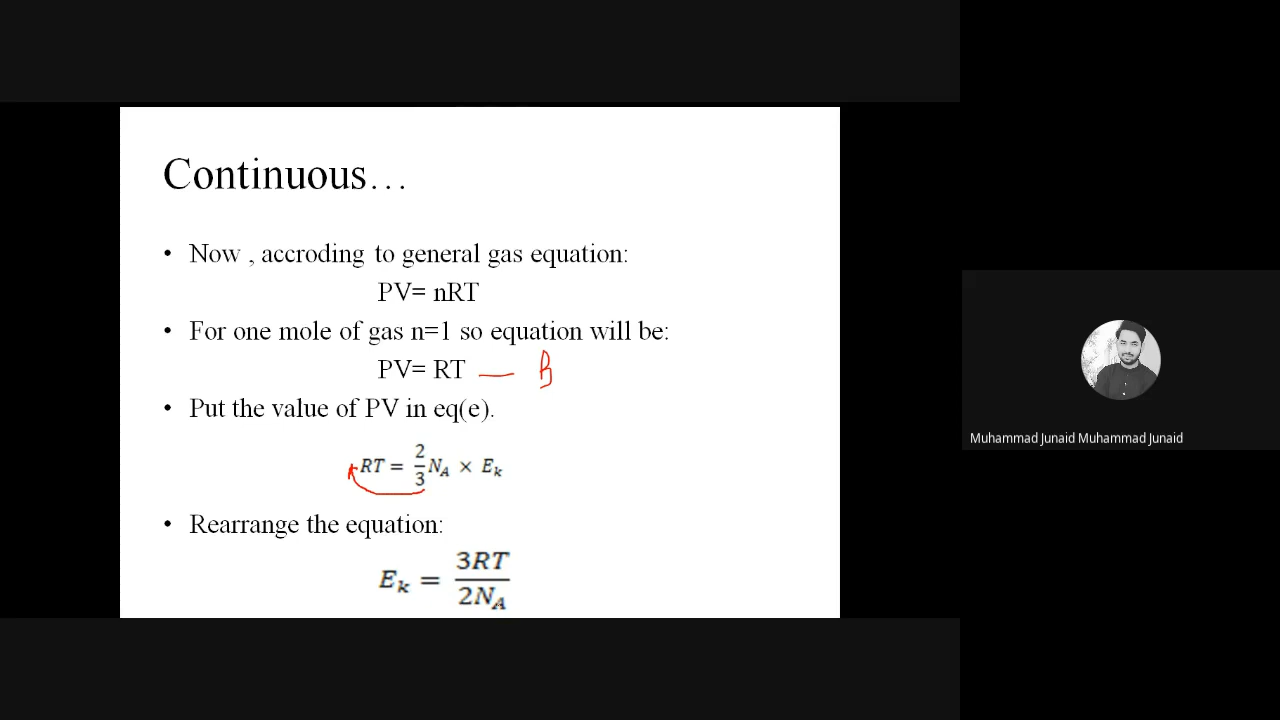 Continuous…
• Now , accroding to general gas equation:
PV= nRT
• For one mole of gas n=1 so equation will be:
PV= RT — B
• Put the value of PV in eq(e).
RT = 2/3 N_A × E_k
• Rearrange the equation:
E_k = 3RT/2N_A
Muhammad Junaid Muhammad Junaid